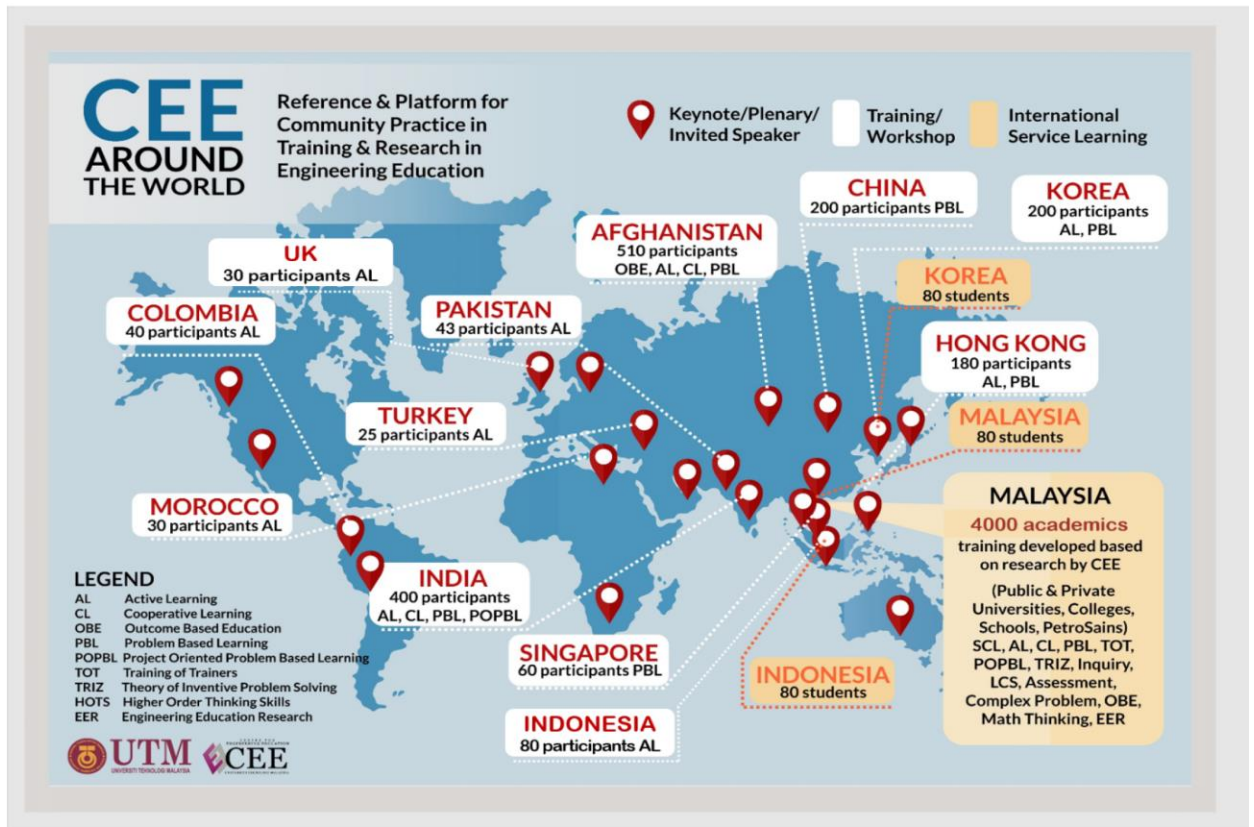 CEE
AROUND
THE WORLD
Reference & Platform for
Community Practice in
Training & Research in
Engineering Education
Keynote/Plenary/
Invited Speaker
Training/
Workshop
International
Service Learning
CHINA
200 participants PBL
KOREA
200 participants
AL, PBL
AFGHANISTAN
510 participants
OBE, AL, CL, PBL
UK
30 participants AL
KOREA
80 students
COLOMBIA
40 participants AL
PAKISTAN
43 participants AL
HONG KONG
180 participants
AL, PBL
TURKEY
25 participants AL
MALAYSIA
80 students
MOROCCO
30 participants AL
MALAYSIA
4000 academics
training developed based
on research by CEE
(Public & Private
Universities, Colleges,
Schools, PetroSains)
SCL, AL, CL, PBL, TOT,
POPBL, TRIZ, Inquiry,
LCS, Assessment,
Complex Problem, OBE,
Math Thinking, EER
INDIA
400 participants
AL, CL, PBL, POPBL
SINGAPORE
60 participants PBL
INDONESIA
80 students
INDONESIA
80 participants AL
LEGEND
AL Active Learning
CL Cooperative Learning
OBE Outcome Based Education
PBL Problem Based Learning
POPBL Project Oriented Problem Based Learning
TOT Training of Trainers
TRIZ Theory of Inventive Problem Solving
HOTS Higher Order Thinking Skills
EER Engineering Education Research
UTM
UNIVERSITI TEKNOLOGI MALAYSIA
CEE